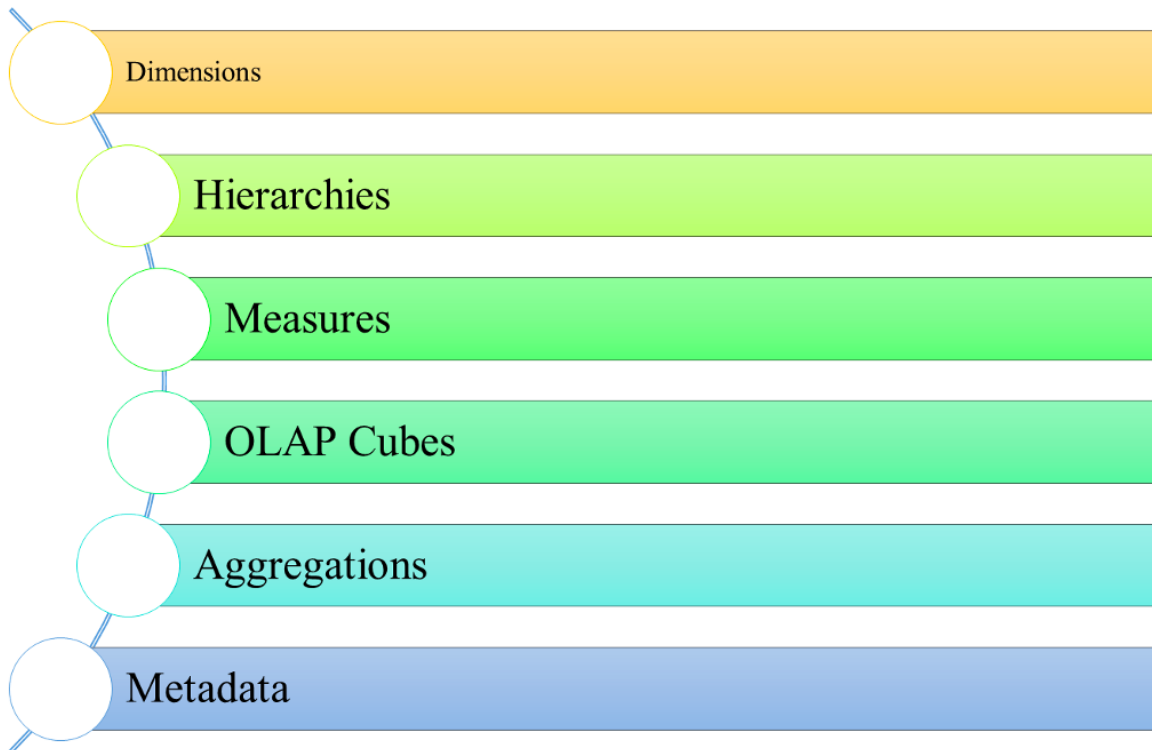 Dimensions
Hierarchies
Measures
OLAP Cubes
Aggregations
Metadata